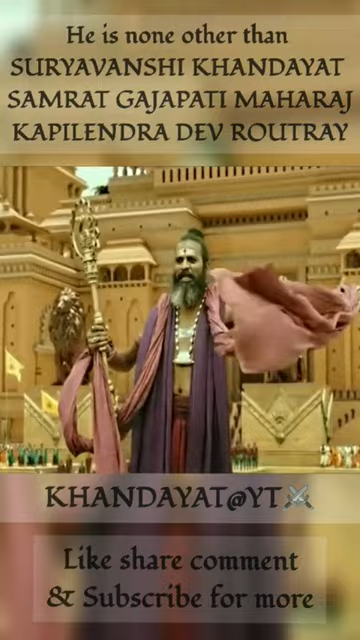 He is none other than
SURYAVANSHI KHANDAYAT
SAMRAT GAJAPATI MAHARAJ
KAPILENDRA DEV ROUTRAY
KHANDAYAT@YT⚔️
Like share comment
& Subscribe for more